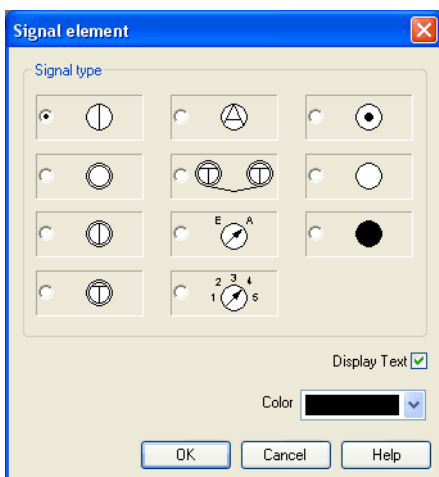 Signal element
Signal type
A
T T
E A
T
2 3 4
1 5
Display Text
Color
OK Cancel Help